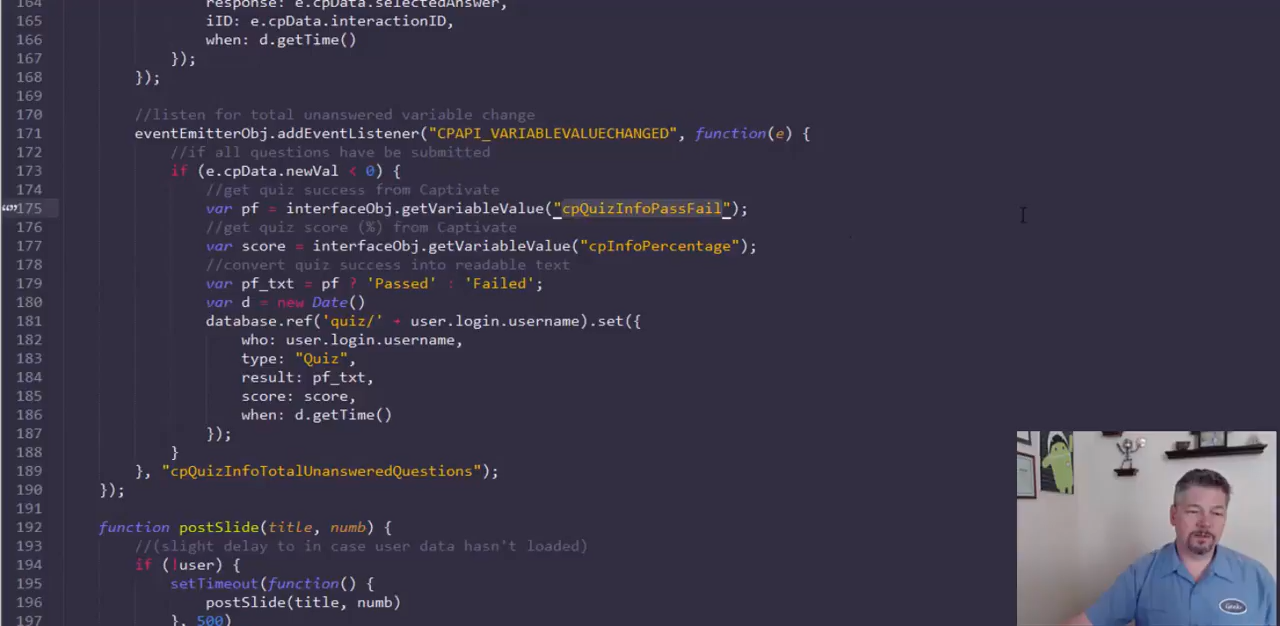 164 response: e.cpData.selectedAnswer,
165 iID: e.cpData.interactionID,
166 when: d.getTime()
167 });
168 });
169
170 //listen for total unanswered variable change
171 eventEmitterObj.addEventListener("CPAPI_VARIABLEVALUECHANGED", function(e) {
172 //if all questions have be submitted
173 if (e.cpData.newVal < 0) {
174 //get quiz success from Captivate
175 var pf = interfaceObj.getVariableValue("cpQuizInfoPassFail");
176 //get quiz score (%) from Captivate
177 var score = interfaceObj.getVariableValue("cpInfoPercentage");
178 //convert quiz success into readable text
179 var pf_txt = pf ? 'Passed' : 'Failed';
180 var d = new Date()
181 database.ref('quiz/' + user.login.username).set({
182 who: user.login.username,
183 type: "Quiz",
184 result: pf_txt,
185 score: score,
186 when: d.getTime()
187 });
188 }
189 }, "cpQuizInfoTotalUnansweredQuestions");
190 });
191
192 function postSlide(title, numb) {
193 //(slight delay to in case user data hasn't loaded)
194 if (!user) {
195 setTimeout(function() {
196 postSlide(title, numb)
197 }, 500)